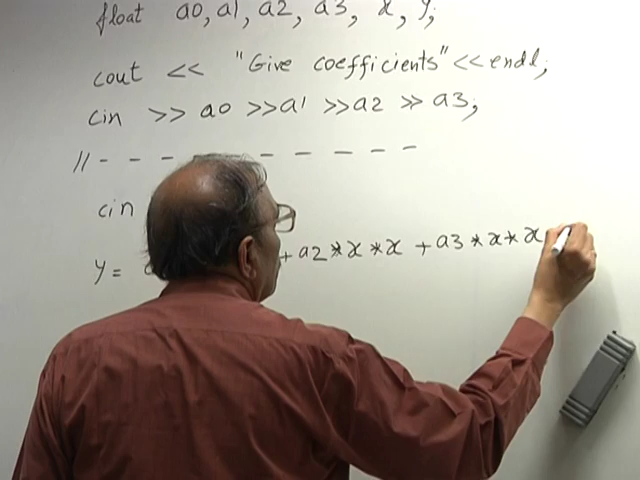 float a0, a1, a2, a3, x, y;
cout << "Give coefficients" << endl;
cin >> a0 >> a1 >> a2 >> a3;
// - - - - - - - - -
cin
y = + a2 * x * x + a3 * x * x